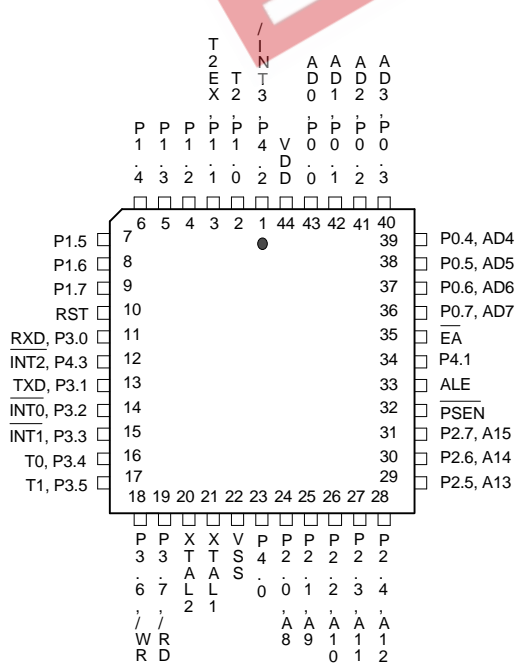 P1.4
P1.3
P1.2
T2EX, P1.1
T2, P1.0
/INT3, P4.2
VDD
AD0, P0.0
AD1, P0.1
AD2, P0.2
AD3, P0.3
6 5 4 3 2 1 44 43 42 41 40
P1.5 7
P1.6 8
P1.7 9
RST 10
RXD, P3.0 11
INT2, P4.3 12
TXD, P3.1 13
INT0, P3.2 14
INT1, P3.3 15
T0, P3.4 16
T1, P3.5 17
39 P0.4, AD4
38 P0.5, AD5
37 P0.6, AD6
36 P0.7, AD7
35 EA
34 P4.1
33 ALE
32 PSEN
31 P2.7, A15
30 P2.6, A14
29 P2.5, A13
18 19 20 21 22 23 24 25 26 27 28
P3.6, /WR
P3.7, /RD
XTAL2
XTAL1
VSS
P4.0
P2.0, A8
P2.1, A9
P2.2, A10
P2.3, A11
P2.4, A12